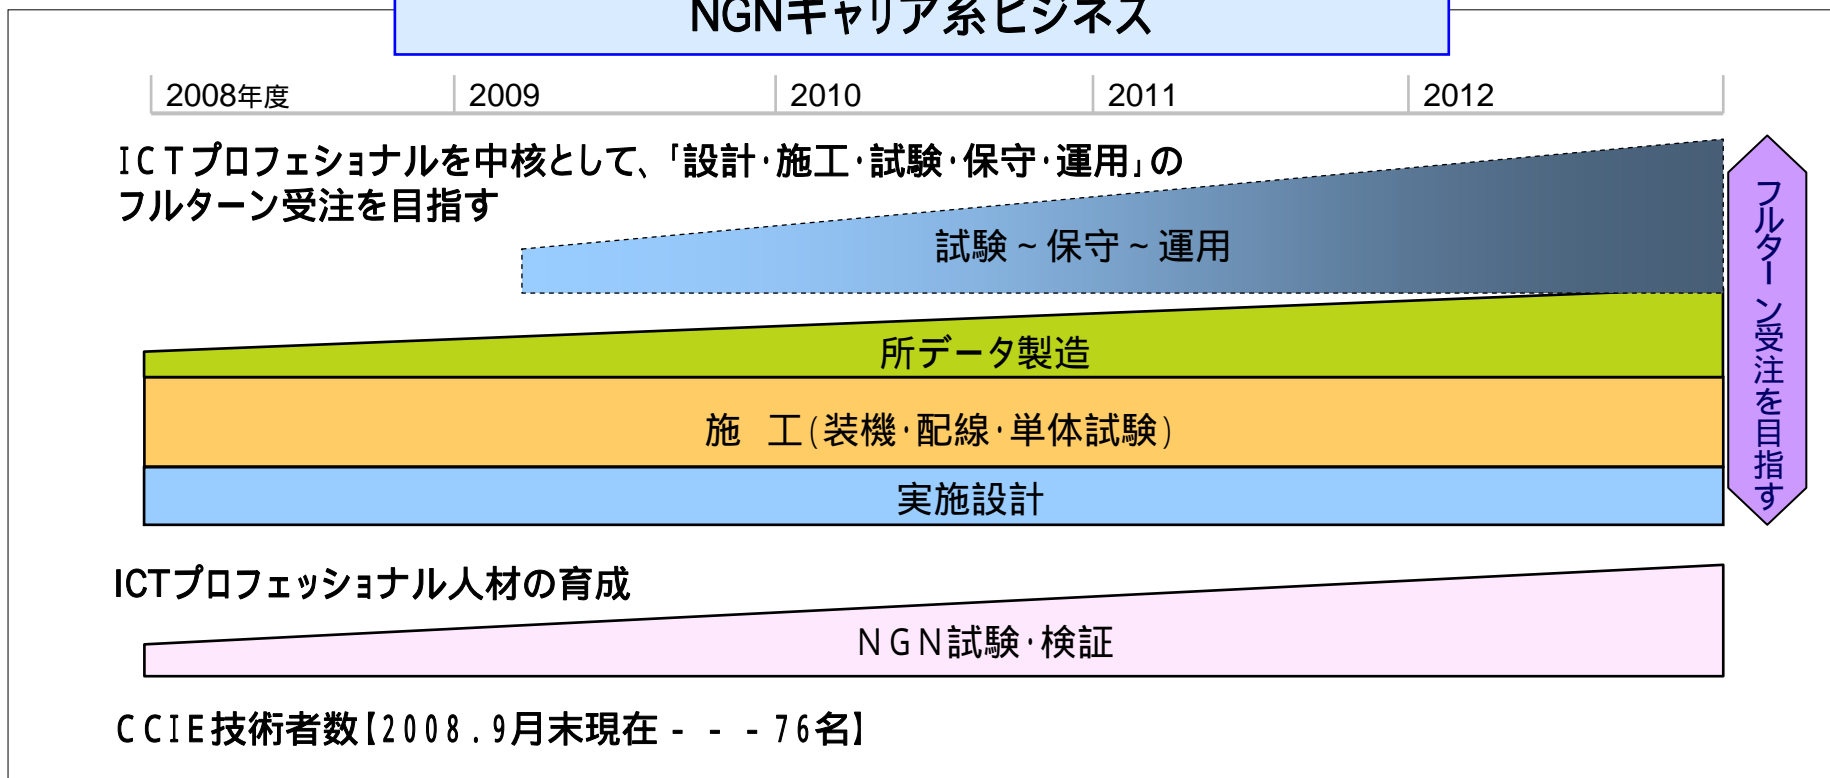 NGNキャリア系ビジネス
2008年度 2009 2010 2011 2012
ICTプロフェショナルを中核として、「設計・施工・試験・保守・運用」の
フルターン受注を目指す
試験～保守～運用
フルターン受注を目指す
所データ製造
施　工(装機・配線・単体試験)
実施設計
ICTプロフェッショナル人材の育成
NGN試験・検証
CCIE技術者数【2008.9月末現在 - - - 76名】